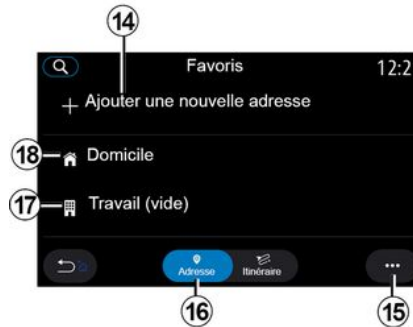 14
Favoris
12:2
+ Ajouter une nouvelle adresse
18
Domicile
17
Travail (vide)
Adresse
Itinéraire
...
16
15